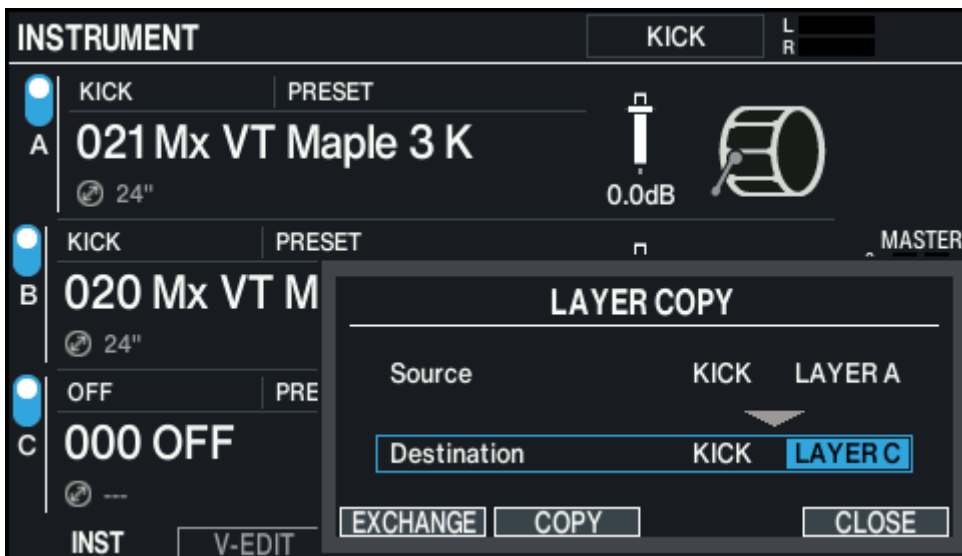 INSTRUMENT KICK L
R
KICK PRESET
A 021 Mx VT Maple 3 K
24" 0.0dB
KICK PRESET MASTER
B 020 Mx VT M
24"
OFF PRE
C 000 OFF
---
INST V-EDIT
LAYER COPY
Source KICK LAYER A
Destination KICK LAYER C
EXCHANGE COPY CLOSE